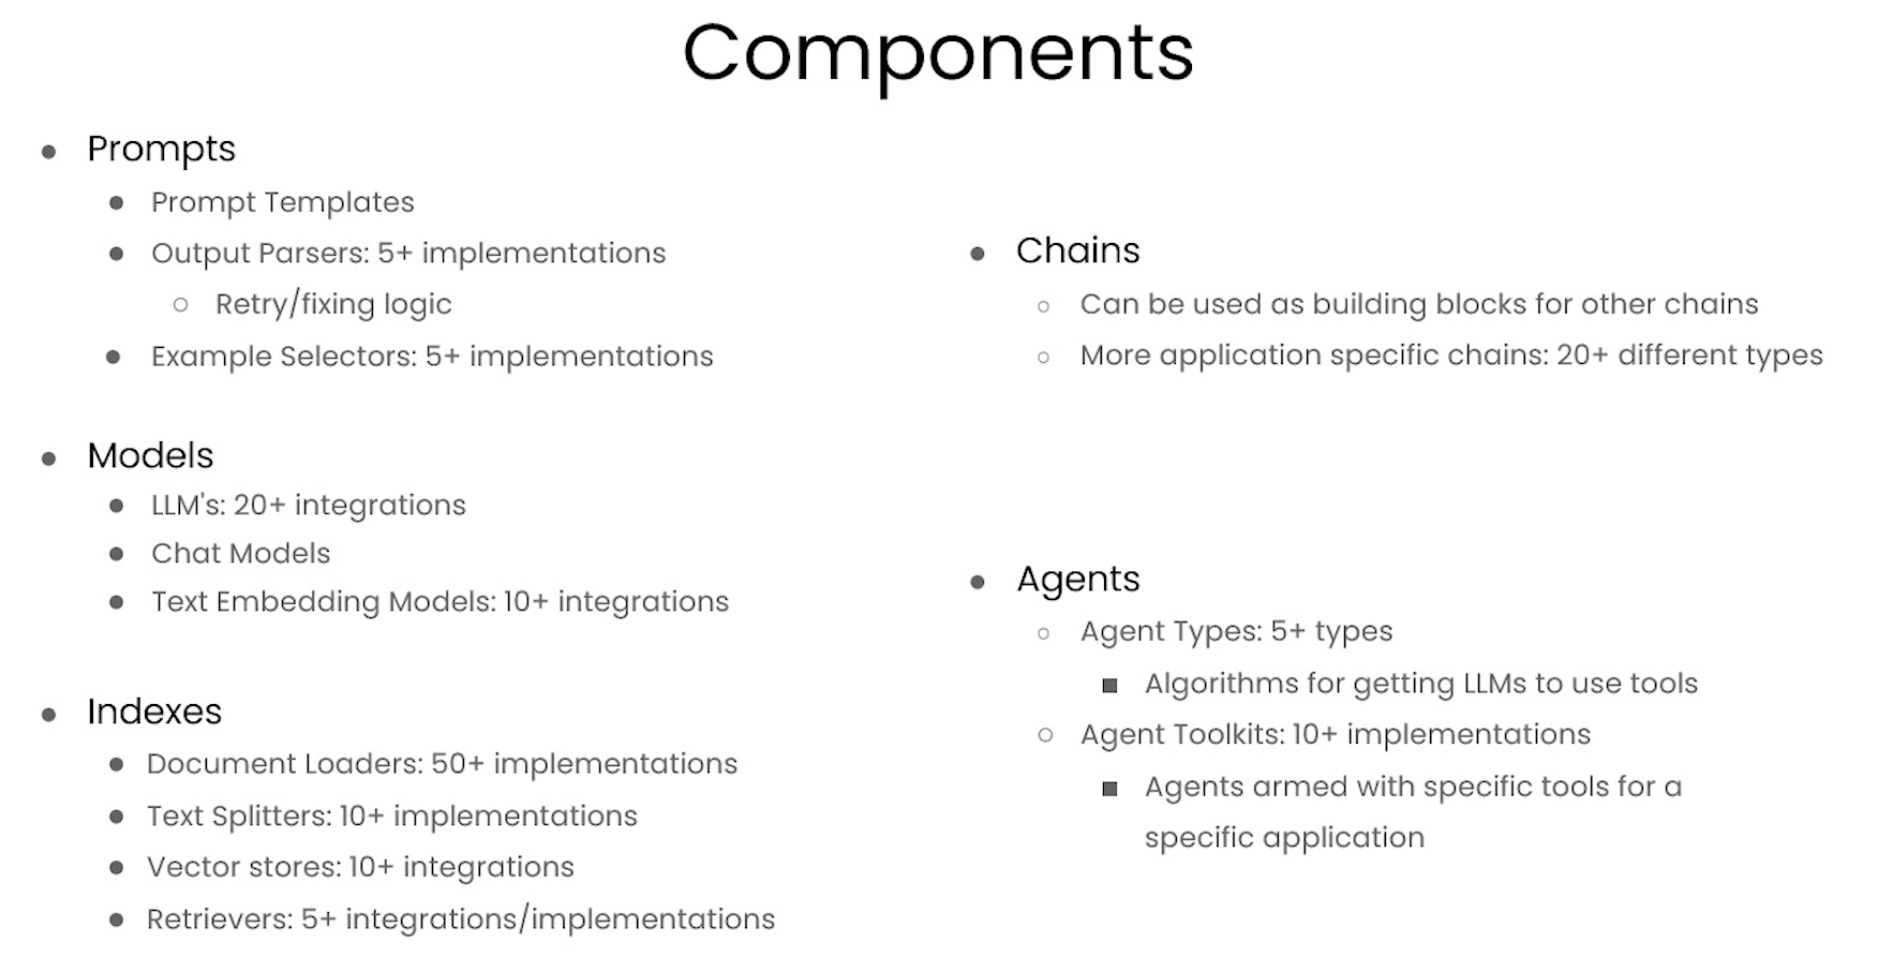 Components
Prompts
Prompt Templates
Output Parsers: 5+ implementations
Retry/fixing logic
Example Selectors: 5+ implementations
Models
LLM's: 20+ integrations
Chat Models
Text Embedding Models: 10+ integrations
Indexes
Document Loaders: 50+ implementations
Text Splitters: 10+ implementations
Vector stores: 10+ integrations
Retrievers: 5+ integrations/implementations
Chains
Can be used as building blocks for other chains
More application specific chains: 20+ different types
Agents
Agent Types: 5+ types
Algorithms for getting LLMs to use tools
Agent Toolkits: 10+ implementations
Agents armed with specific tools for a
specific application